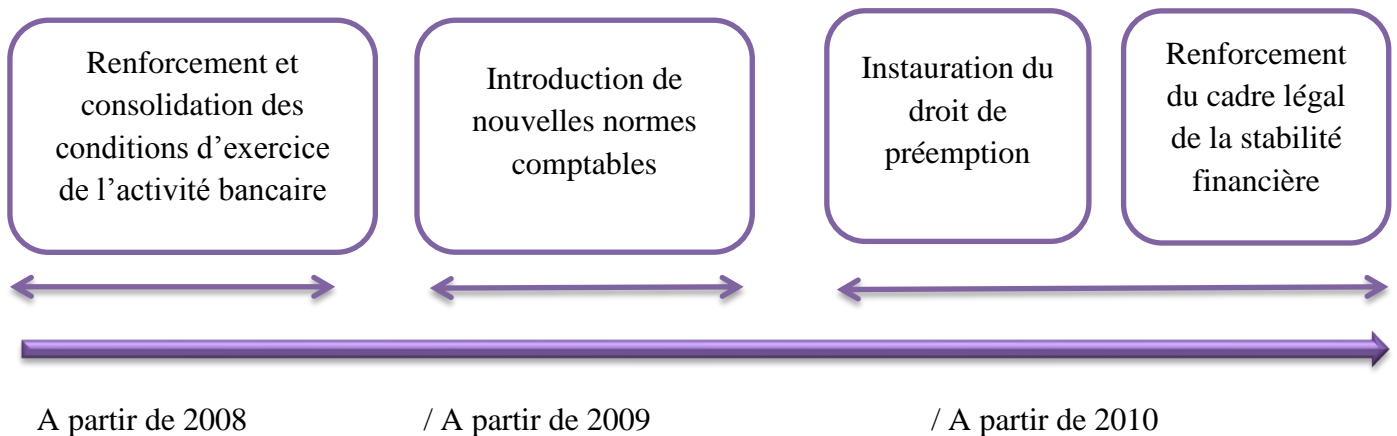 Renforcement et
consolidation des
conditions d’exercice
de l’activité bancaire
Introduction de
nouvelles normes
comptables
Instauration du
droit de
préemption
Renforcement
du cadre légal
de la stabilité
financière
A partir de 2008 / A partir de 2009 / A partir de 2010